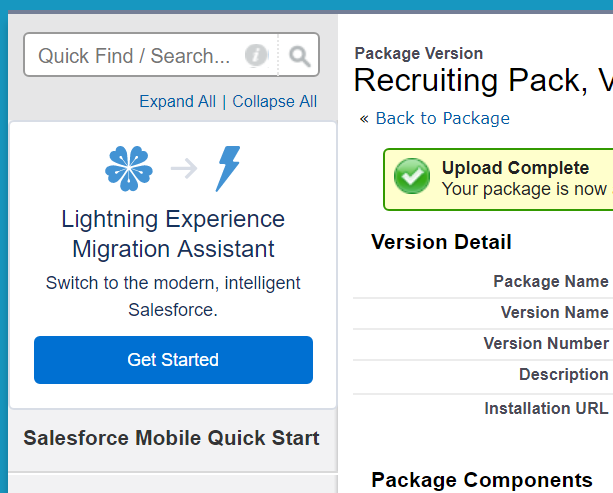 Quick Find / Search...
Expand All | Collapse All
Lightning Experience
Migration Assistant
Switch to the modern, intelligent
Salesforce.
Get Started
Salesforce Mobile Quick Start
Package Version
Recruiting Pack, V
« Back to Package
Upload Complete
Your package is now
Version Detail
Package Name
Version Name
Version Number
Description
Installation URL
Package Components